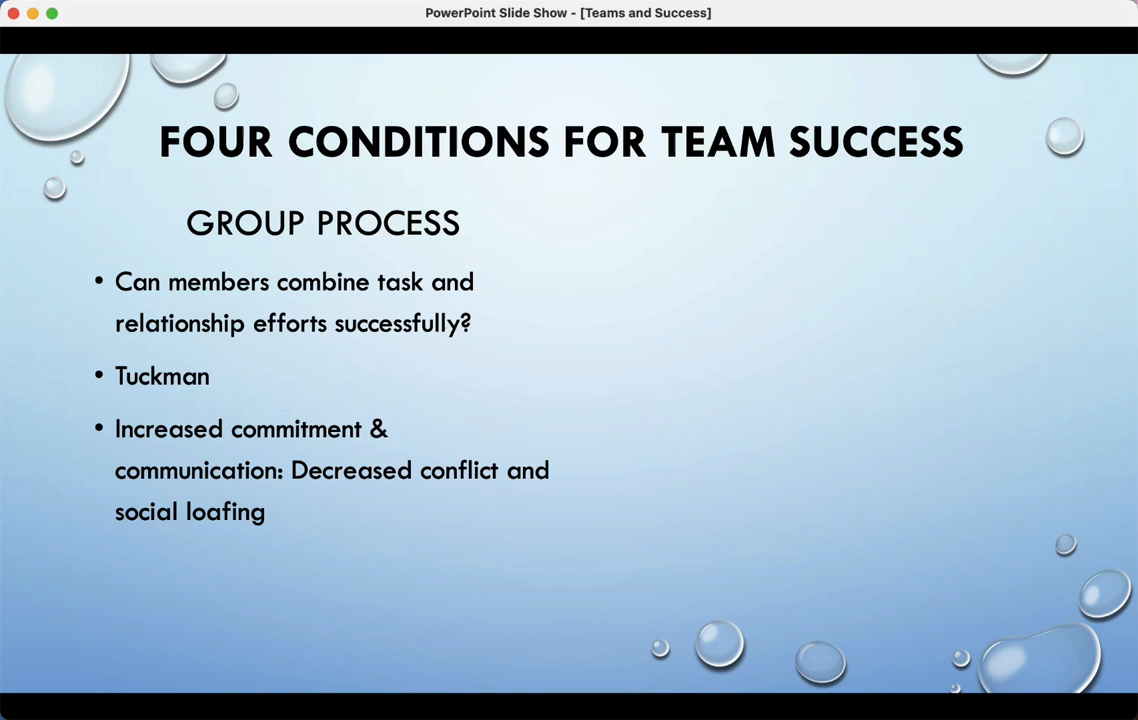 PowerPoint Slide Show - [Teams and Success]
FOUR CONDITIONS FOR TEAM SUCCESS
GROUP PROCESS
• Can members combine task and
relationship efforts successfully?
• Tuckman
• Increased commitment &
communication: Decreased conflict and
social loafing